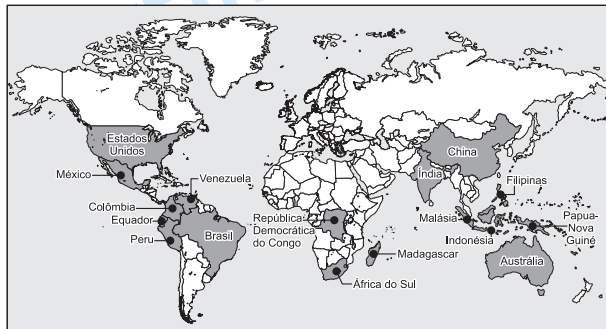 Estados
Unidos
México
Venezuela
Colômbia
Equador
Peru
Brasil
República
Democrática
do Congo
Madagascar
África do Sul
China
Índia
Filipinas
Malásia
Indonésia
Papua-
Nova
Guiné
Austrália